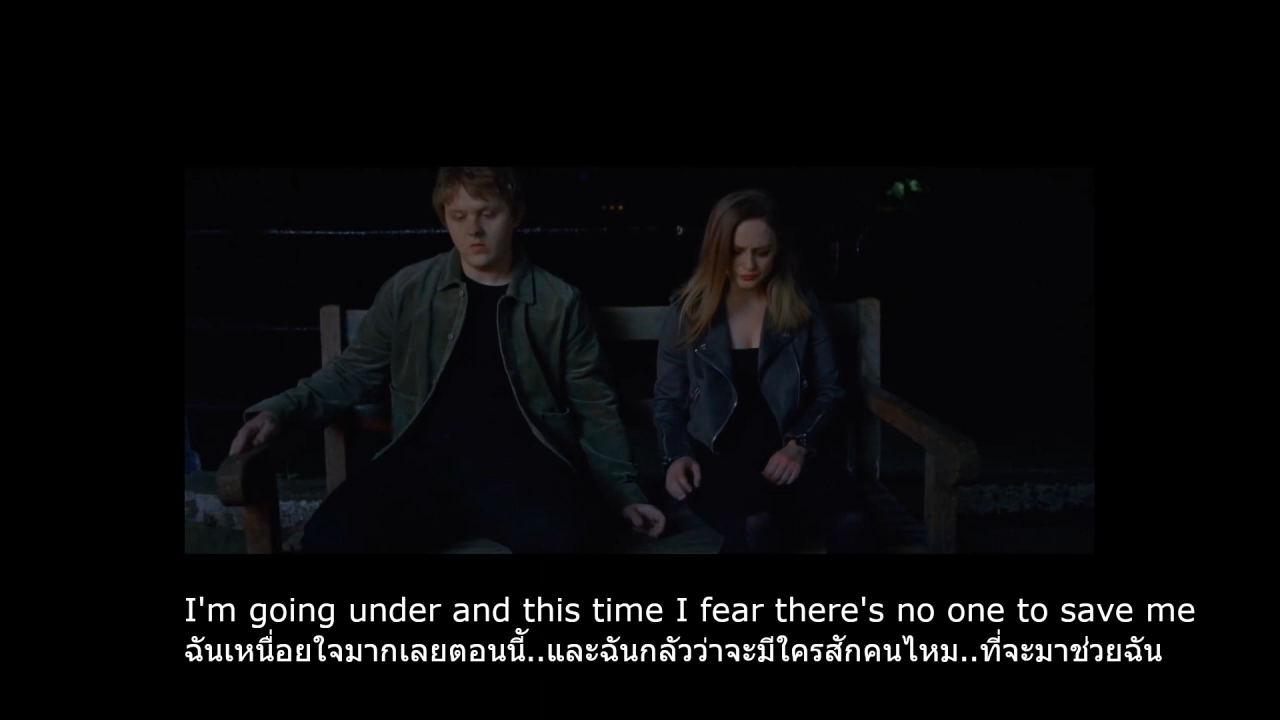 I'm going under and this time I fear there's no one to save me
ฉันเหนื่อยใจมากเลยตอนนี้..และฉันกลัวว่าจะมีใครสักคนไหม..ที่จะมาช่วยฉัน